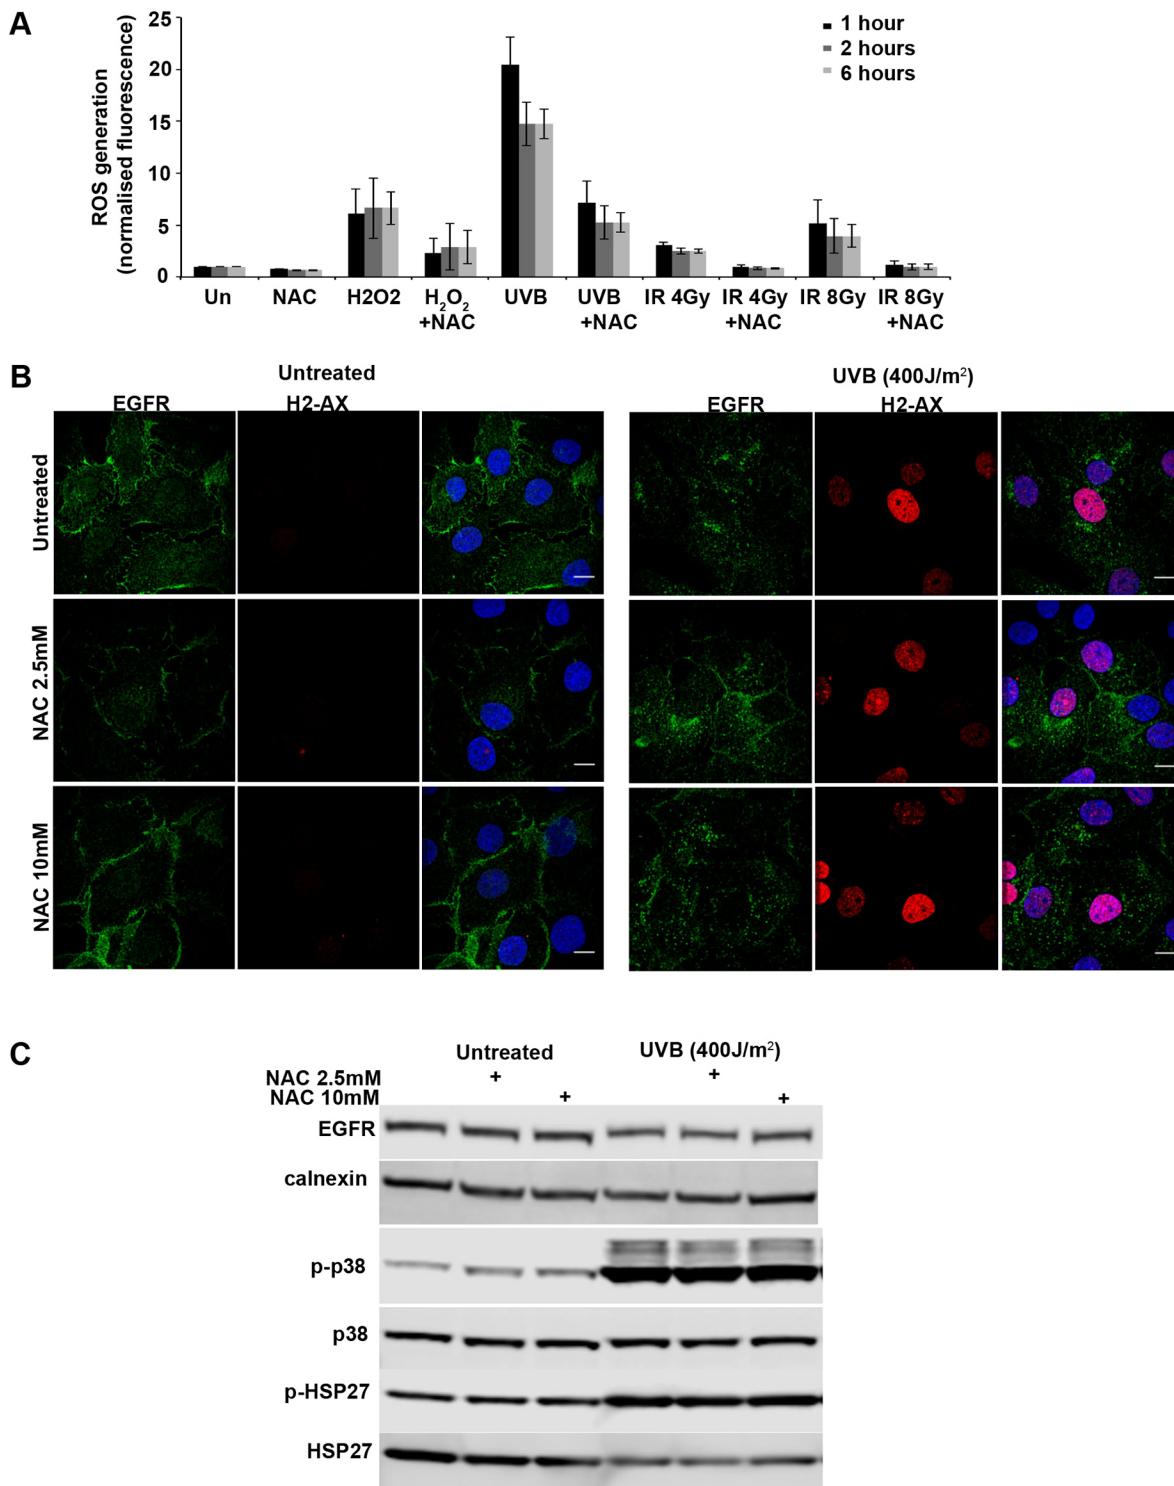 A
ROS generation
(normalised fluorescence)
25
20
15
10
5
0
1 hour
2 hours
6 hours
Un
NAC
H2O2
H₂O₂
+NAC
UVB
UVB
+NAC
IR 4Gy
IR 4Gy
+NAC
IR 8Gy
IR 8Gy
+NAC
B
Untreated
UVB (400J/m²)
EGFR
H2-AX
EGFR
H2-AX
Untreated
NAC 2.5mM
NAC 10mM
C
Untreated
UVB (400J/m²)
NAC 2.5mM + +
NAC 10mM + +
EGFR
calnexin
p-p38
p38
p-HSP27
HSP27